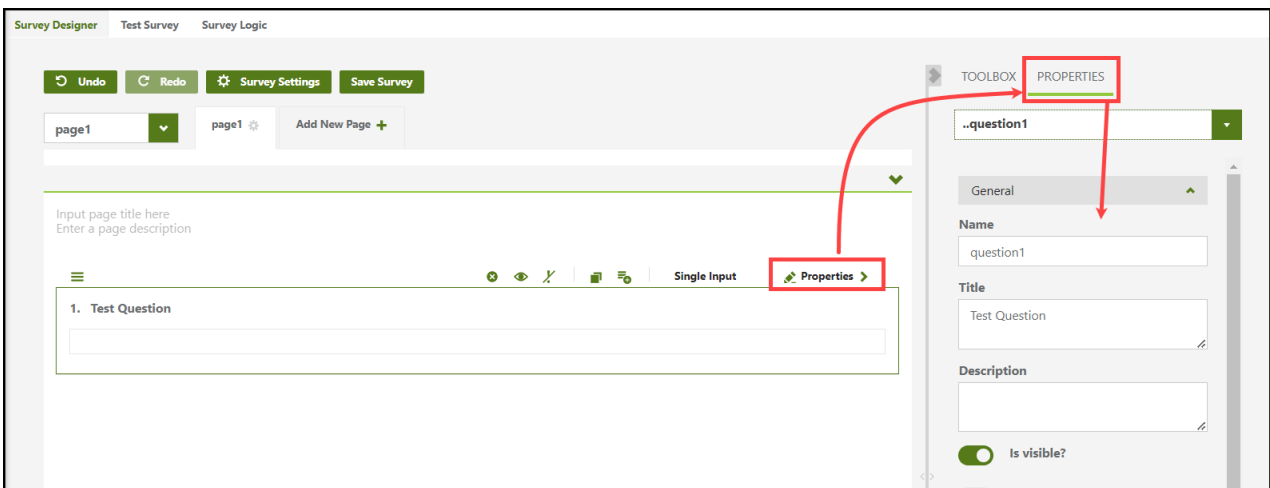 Survey Designer Test Survey Survey Logic
Undo Redo Survey Settings Save Survey
page1 page1 Add New Page
Input page title here
Enter a page description
Single Input Properties
1. Test Question
TOOLBOX PROPERTIES
..question1
General
Name
question1
Title
Test Question
Description
Is visible?